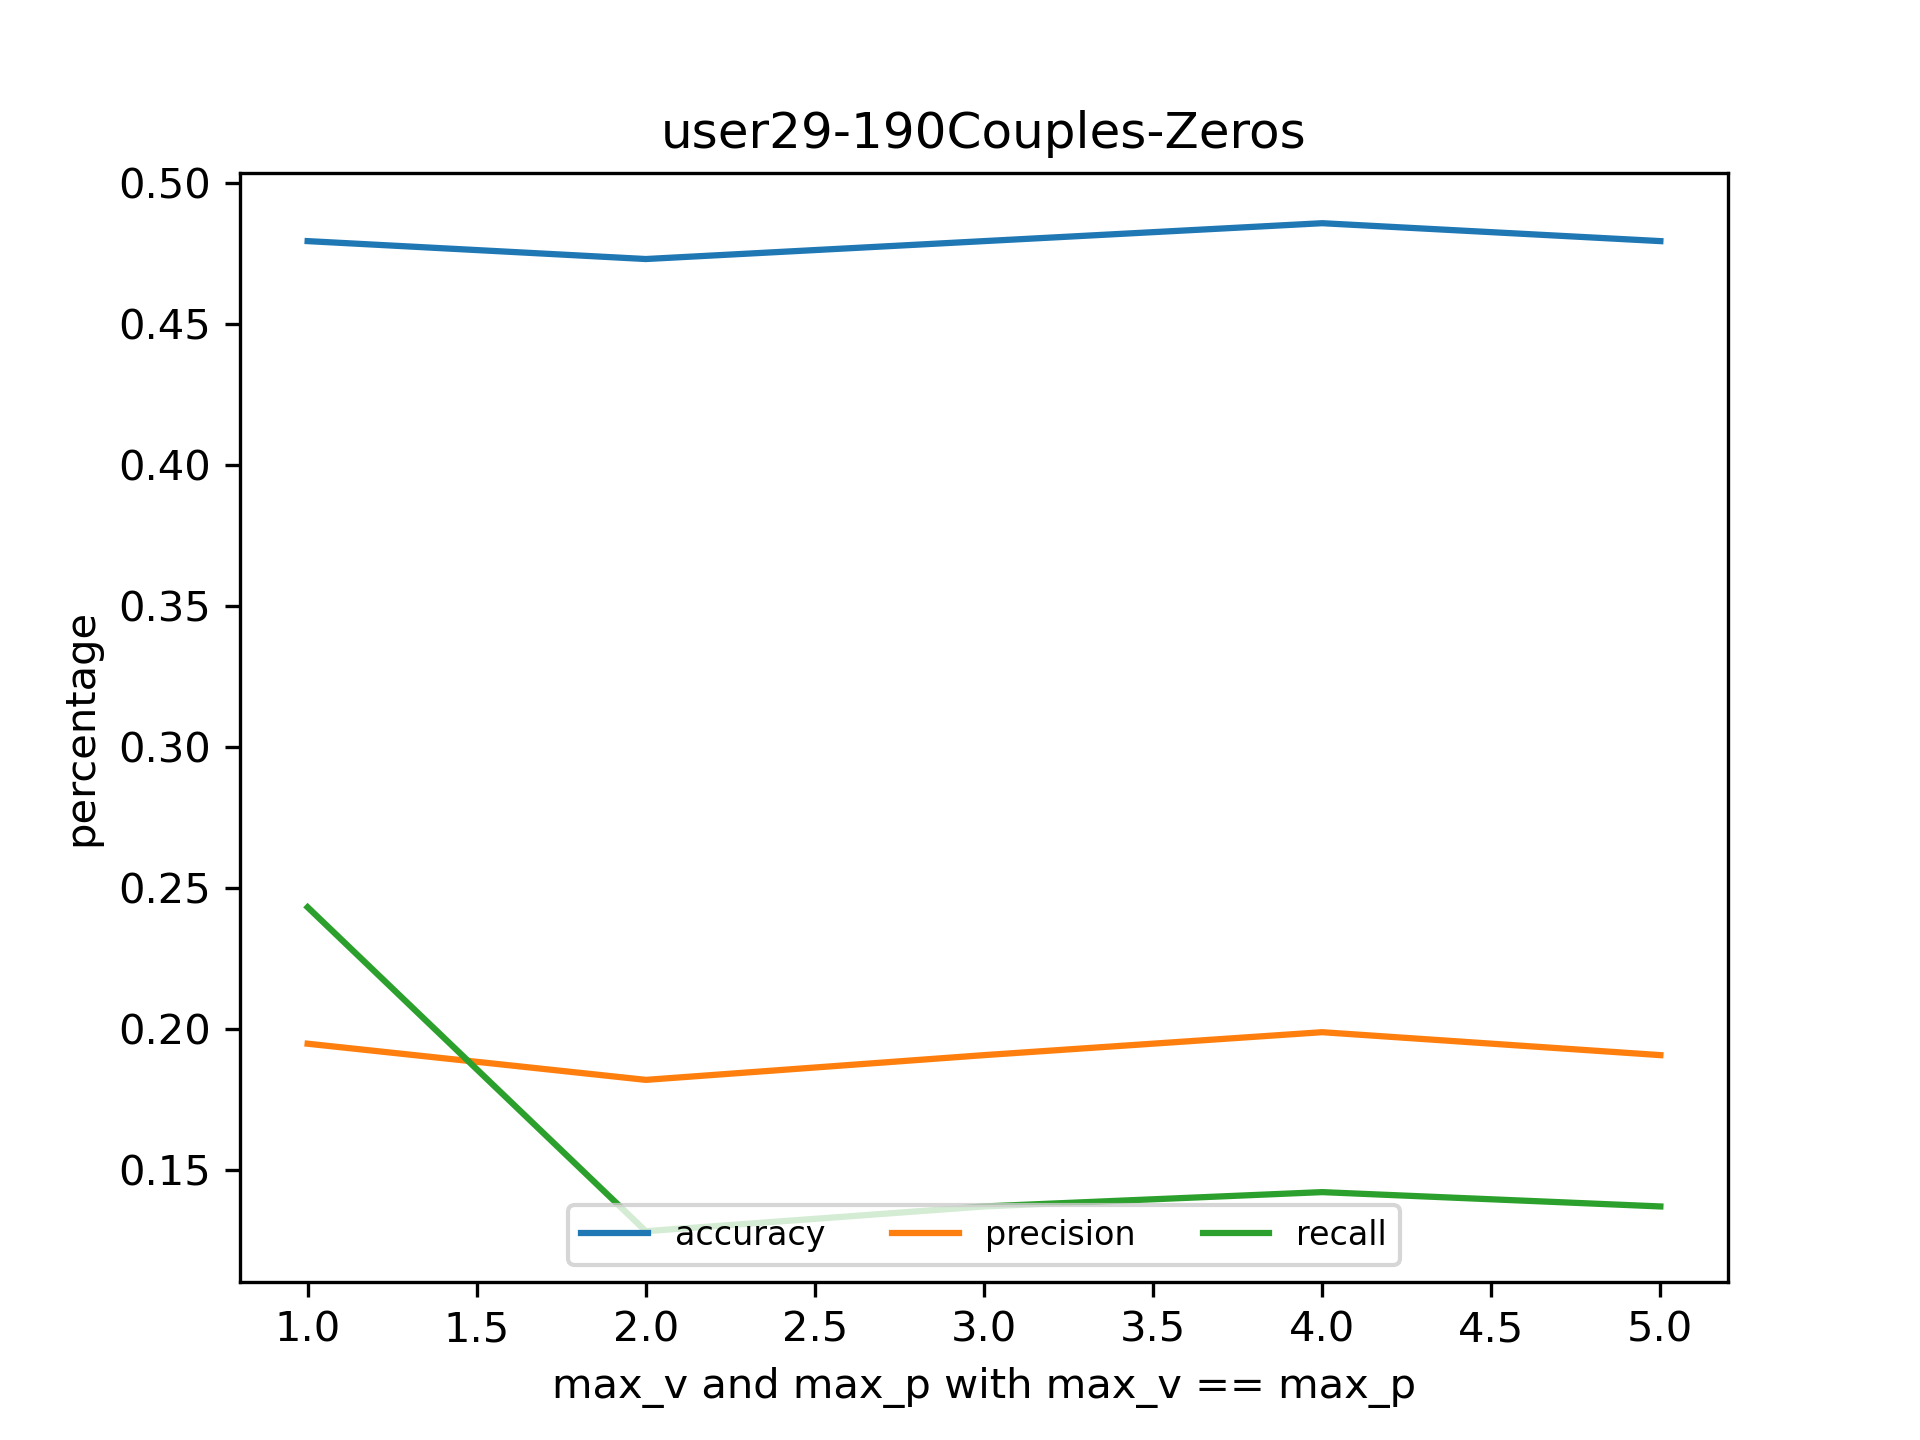 user29-190Couples-Zeros
0.50
0.45
0.40
0.35
0.30
0.25
0.20
0.15
percentage
accuracy precision recall
1.0 1.5 2.0 2.5 3.0 3.5 4.0 4.5 5.0
max_v and max_p with max_v == max_p